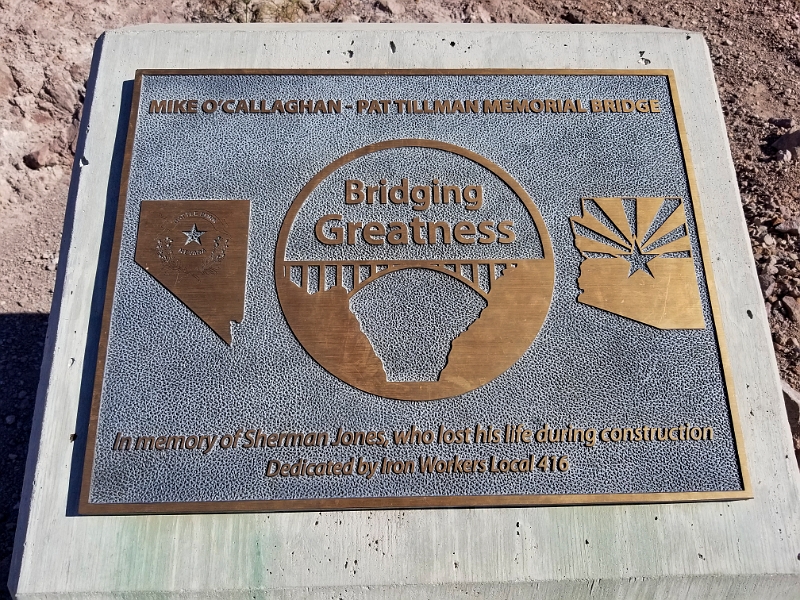 MIKE O'CALLAGHAN - PAT TILLMAN MEMORIAL BRIDGE
Bridging
Greatness
In memory of Sherman Jones, who lost his life during construction
Dedicated by Iron Workers Local 416